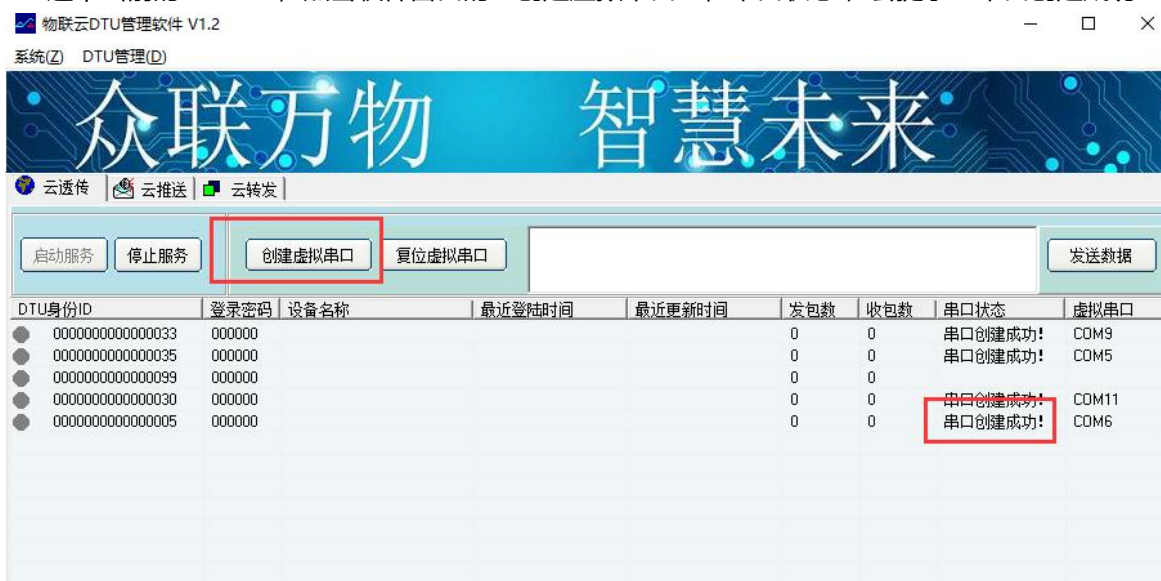 物联云DTU管理软件 V1.2
系统(Z) DTU管理(D)
众联万物 智慧未来
云透传 云推送 云转发
启动服务 停止服务 创建虚拟串口 复位虚拟串口 发送数据
DTU身份ID 登录密码 设备名称 最近登陆时间 最近更新时间 发包数 收包数 串口状态 虚拟串口
0000000000000033 000000 0 0 串口创建成功! COM9
0000000000000035 000000 0 0 串口创建成功! COM5
0000000000000099 000000 0 0
0000000000000030 000000 0 0 串口创建成功! COM11
0000000000000005 000000 0 0 串口创建成功! COM6